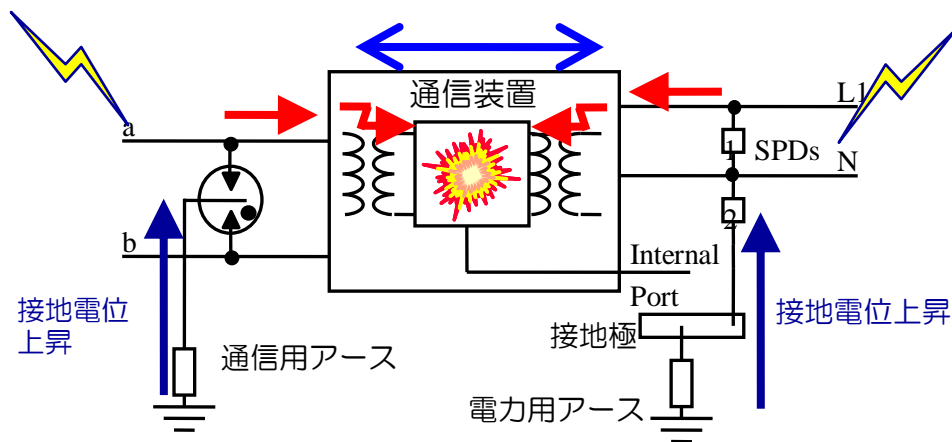 通信装置
a
L1
1
SPDs
N
2
b
Internal
Port
接地電位
上昇
接地極
接地電位上昇
通信用アース
電力用アース